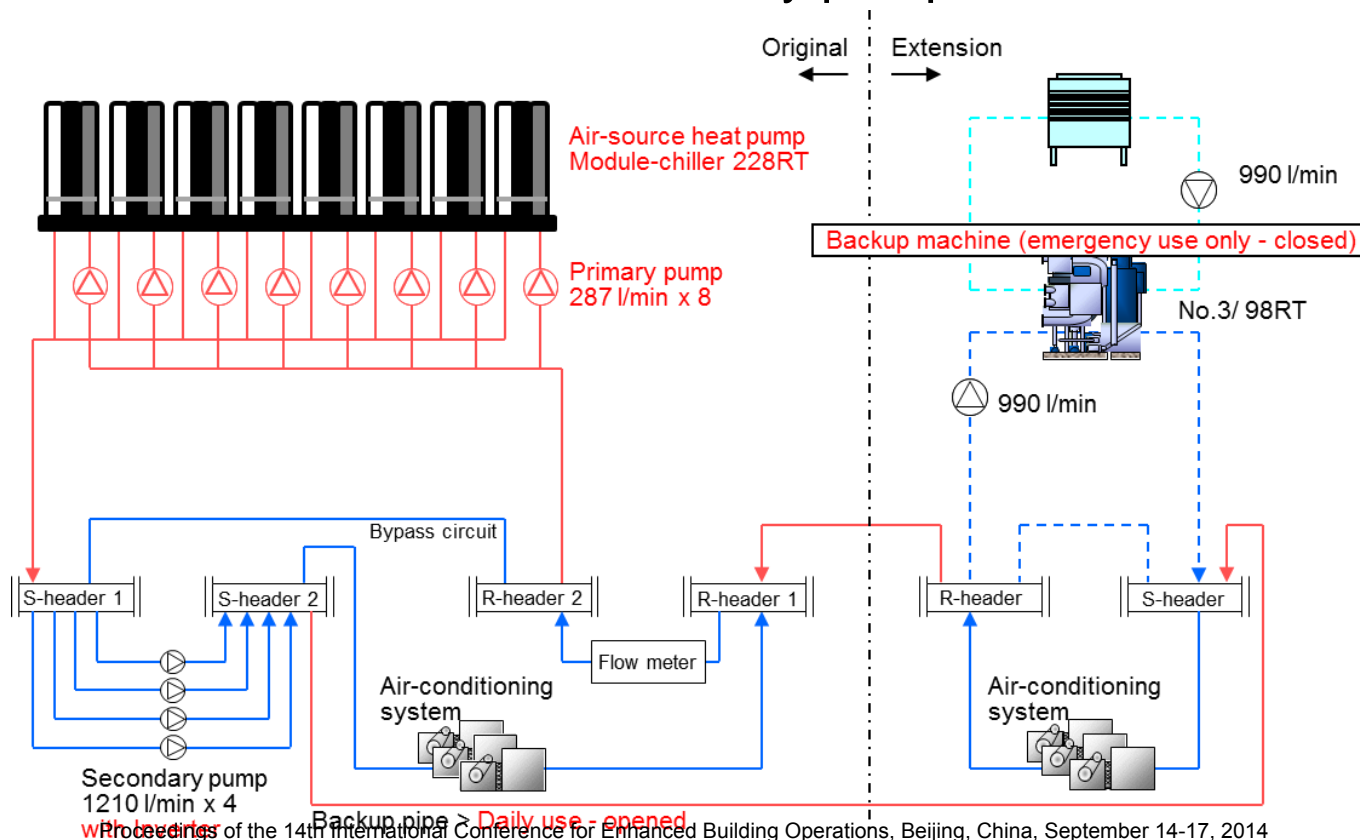 Original
Extension
Air-source heat pump
Module-chiller 228RT
990 l/min
Backup machine (emergency use only - closed)
Primary pump
287 l/min x 8
No.3/ 98RT
990 l/min
Bypass circuit
S-header 1
S-header 2
R-header 2
R-header 1
R-header
S-header
Flow meter
Air-conditioning
system
Air-conditioning
system
Secondary pump
1210 l/min x 4
with Inverter
Backup pipe > Daily use - opened
Proceedings of the 14th International Conference for Enhanced Building Operations, Beijing, China, September 14-17, 2014